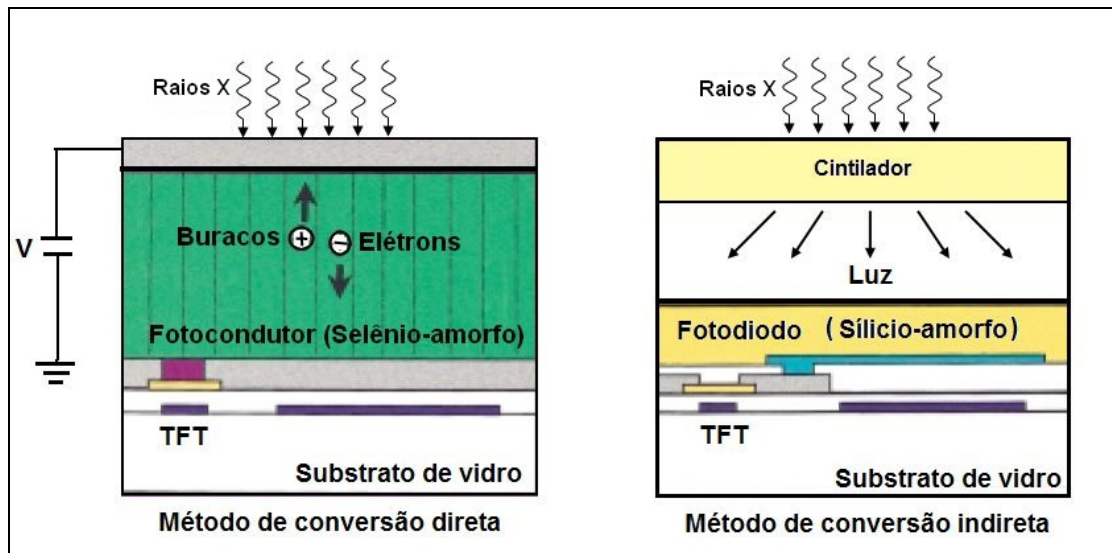 Raios X
V
Buracos
+
−
Elétrons
Fotocondutor (Selênio-amorfo)
TFT
Substrato de vidro
Método de conversão direta
Raios X
Cintilador
Luz
Fotodiodo (Sílicio-amorfo)
TFT
Substrato de vidro
Método de conversão indireta